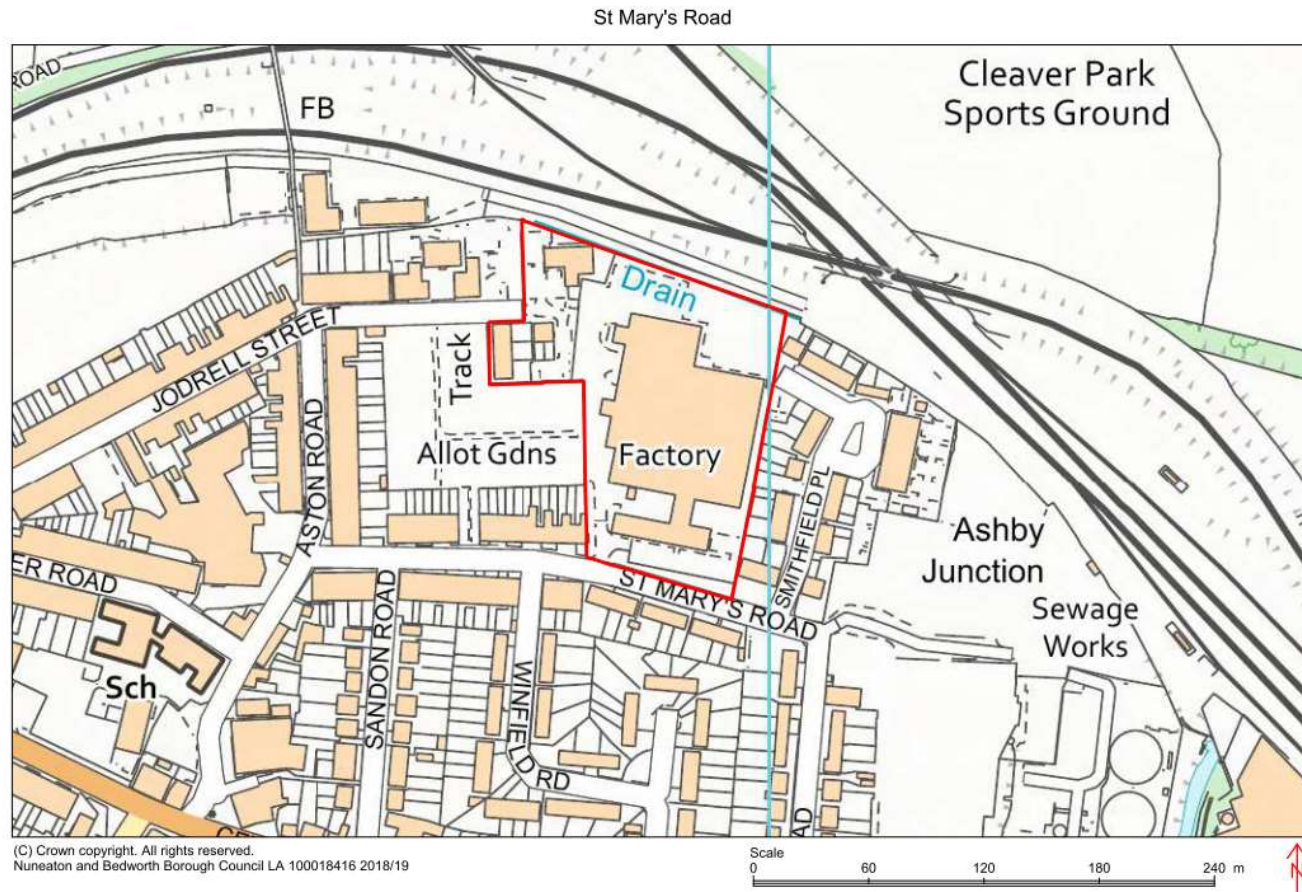 St Mary's Road
ROAD
FB
Cleaver Park
Sports Ground
Drain
JODRELL STREET
Track
ASTON ROAD
Allot Gdns
Factory
SMITHFIELD PL
Ashby
Junction
ER ROAD
ST MARY'S ROAD
Sewage
Works
Sch
SANDON ROAD
WINFIELD RD
AD
(C) Crown copyright. All rights reserved.
Nuneaton and Bedworth Borough Council LA 100018416 2018/19
Scale
0 60 120 180 240 m
N